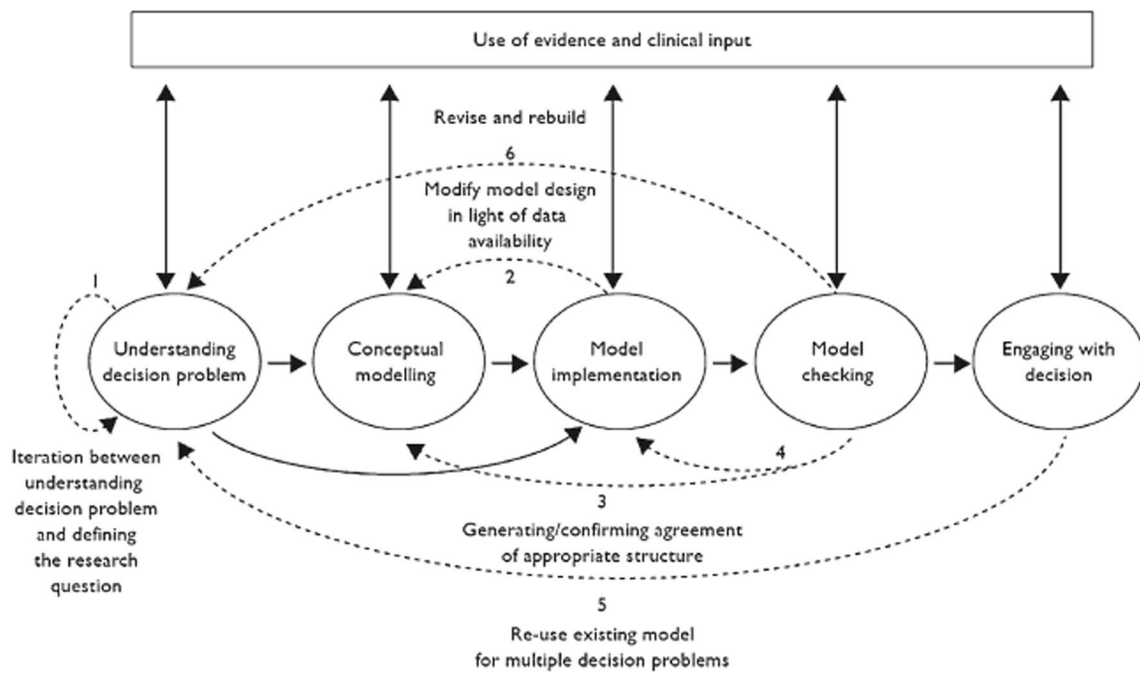 Use of evidence and clinical input
Revise and rebuild
6
Modify model design
in light of data
availability
2
1
Understanding
decision problem
Conceptual
modelling
Model
implementation
Model
checking
Engaging with
decision
Iteration between
understanding
decision problem
and defining
the research
question
4
3
Generating/confirming agreement
of appropriate structure
5
Re-use existing model
for multiple decision problems